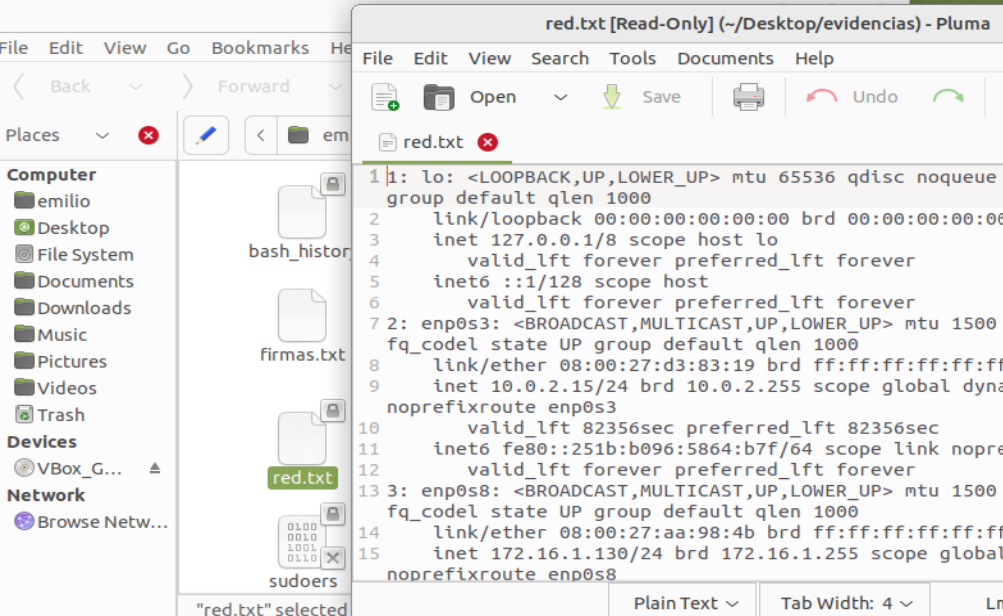 File Edit View Go Bookmarks He
Back Forward
Places
emi
Computer
emilio
Desktop
File System
Documents
Downloads
Music
Pictures
Videos
Trash
Devices
VBox_G...
Network
Browse Netw...
bash_history
firmas.txt
red.txt
sudoers
"red.txt" selected
red.txt [Read-Only] (~/Desktop/evidencias) - Pluma
File Edit View Search Tools Documents Help
Open Save Undo
red.txt
1 1: lo: <LOOPBACK,UP,LOWER_UP> mtu 65536 qdisc noqueue
group default qlen 1000
2 link/loopback 00:00:00:00:00:00 brd 00:00:00:00:00
3 inet 127.0.0.1/8 scope host lo
4 valid_lft forever preferred_lft forever
5 inet6 ::1/128 scope host
6 valid_lft forever preferred_lft forever
7 2: enp0s3: <BROADCAST,MULTICAST,UP,LOWER_UP> mtu 1500
fq_codel state UP group default qlen 1000
8 link/ether 08:00:27:d3:83:19 brd ff:ff:ff:ff:ff:ff
9 inet 10.0.2.15/24 brd 10.0.2.255 scope global dyna
noprefixroute enp0s3
10 valid_lft 82356sec preferred_lft 82356sec
11 inet6 fe80::251b:b096:5864:b7f/64 scope link nopre
12 valid_lft forever preferred_lft forever
13 3: enp0s8: <BROADCAST,MULTICAST,UP,LOWER_UP> mtu 1500
fq_codel state UP group default qlen 1000
14 link/ether 08:00:27:aa:98:4b brd ff:ff:ff:ff:ff:ff
15 inet 172.16.1.130/24 brd 172.16.1.255 scope global
noprefixroute enp0s8
Plain Text Tab Width: 4 Ln